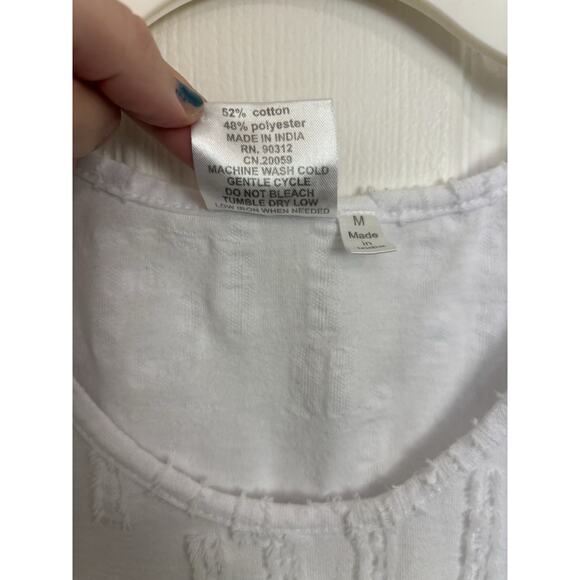 52% cotton
48% polyester
MADE IN INDIA
RN. 90312
CN.20059
MACHINE WASH COLD
GENTLE CYCLE
DO NOT BLEACH
TUMBLE DRY LOW
LOW IRON WHEN NEEDED
M
Made
in